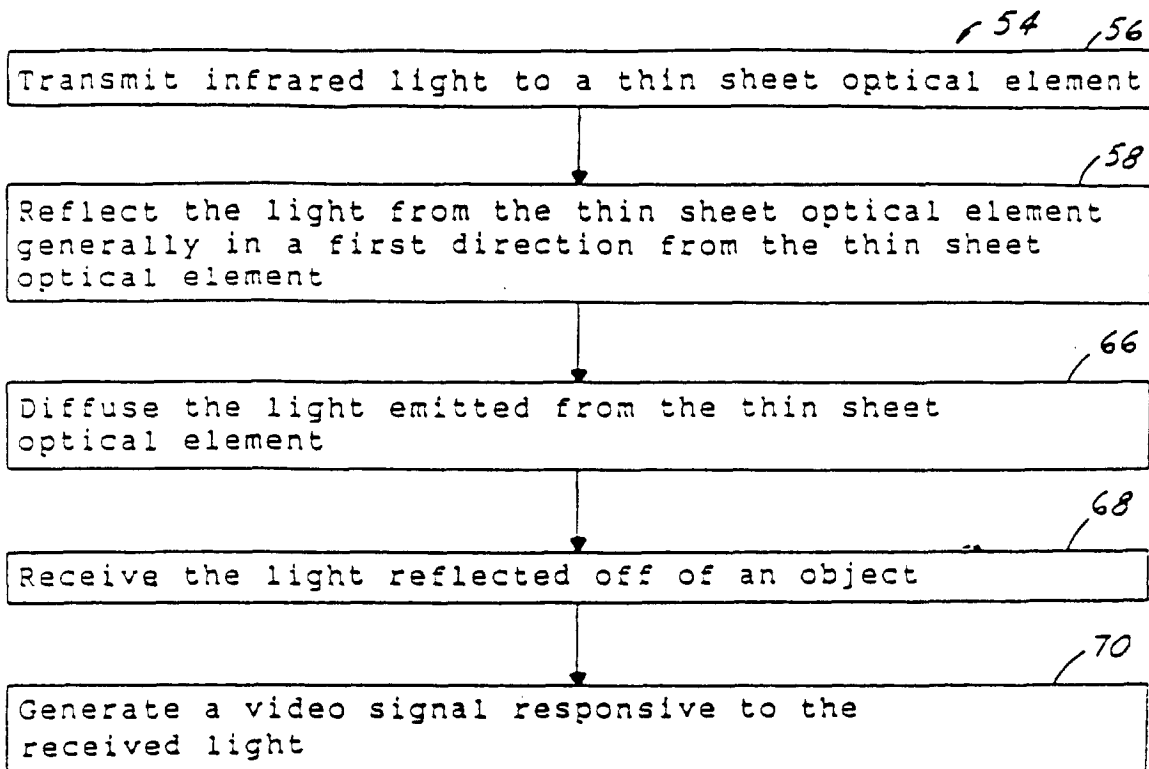 54 56
Transmit infrared light to a thin sheet optical element
58
Reflect the light from the thin sheet optical element
generally in a first direction from the thin sheet
optical element
66
Diffuse the light emitted from the thin sheet
optical element
68
Receive the light reflected off of an object
70
Generate a video signal responsive to the
received light